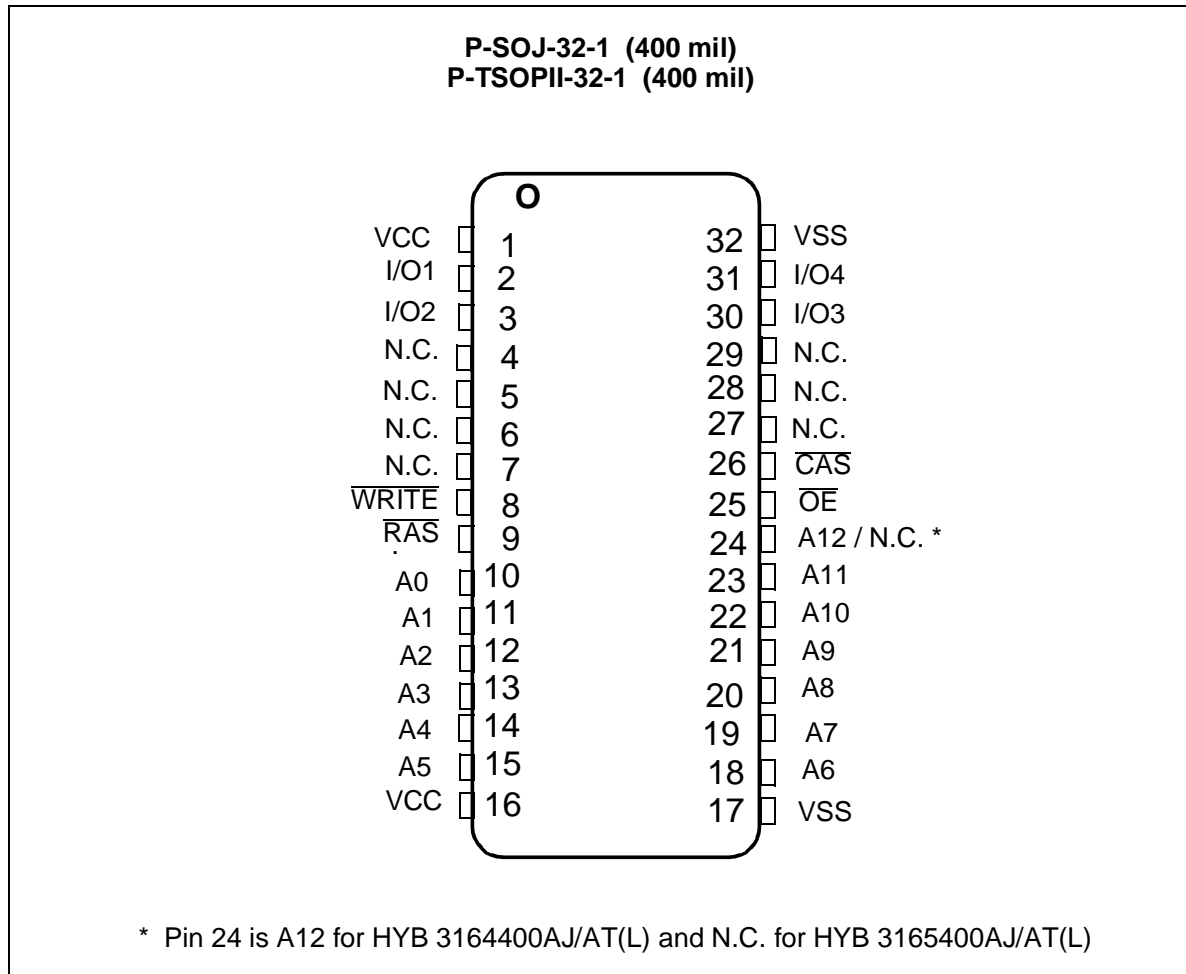 P-SOJ-32-1 (400 mil)
P-TSOPII-32-1 (400 mil)
O
VCC 1 32 VSS
I/O1 2 31 I/O4
I/O2 3 30 I/O3
N.C. 4 29 N.C.
N.C. 5 28 N.C.
N.C. 6 27 N.C.
N.C. 7 26 C̅A̅S̅
W̅R̅I̅T̅E̅ 8 25 O̅E̅
R̅A̅S̅ 9 24 A12 / N.C. *
.
A0 10 23 A11
A1 11 22 A10
A2 12 21 A9
A3 13 20 A8
A4 14 19 A7
A5 15 18 A6
VCC 16 17 VSS
* Pin 24 is A12 for HYB 3164400AJ/AT(L) and N.C. for HYB 3165400AJ/AT(L)